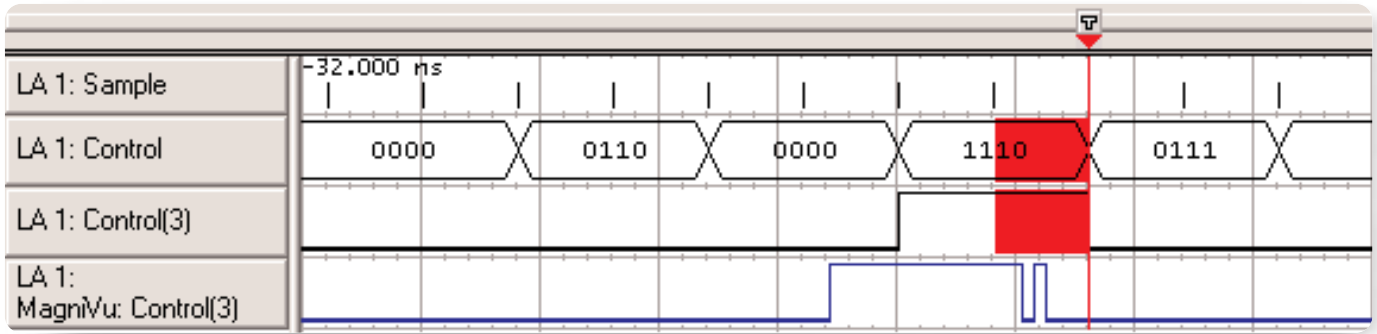 T
-32.000 ns
LA 1: Sample
LA 1: Control
0000 0110 0000 1110 0111
LA 1: Control(3)
LA 1:
MagniVu: Control(3)